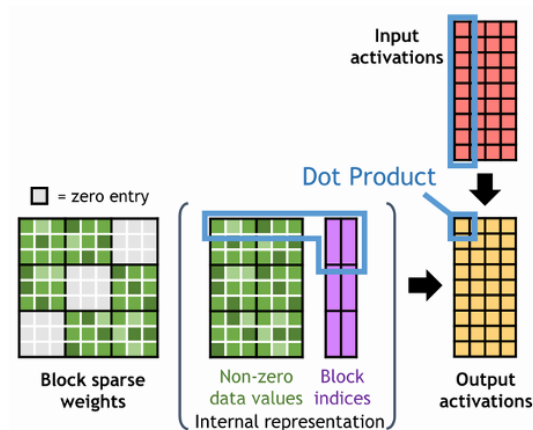 Input
activations
Dot Product
= zero entry
Block sparse
weights
Non-zero
data values
Block
indices
Internal representation
Output
activations